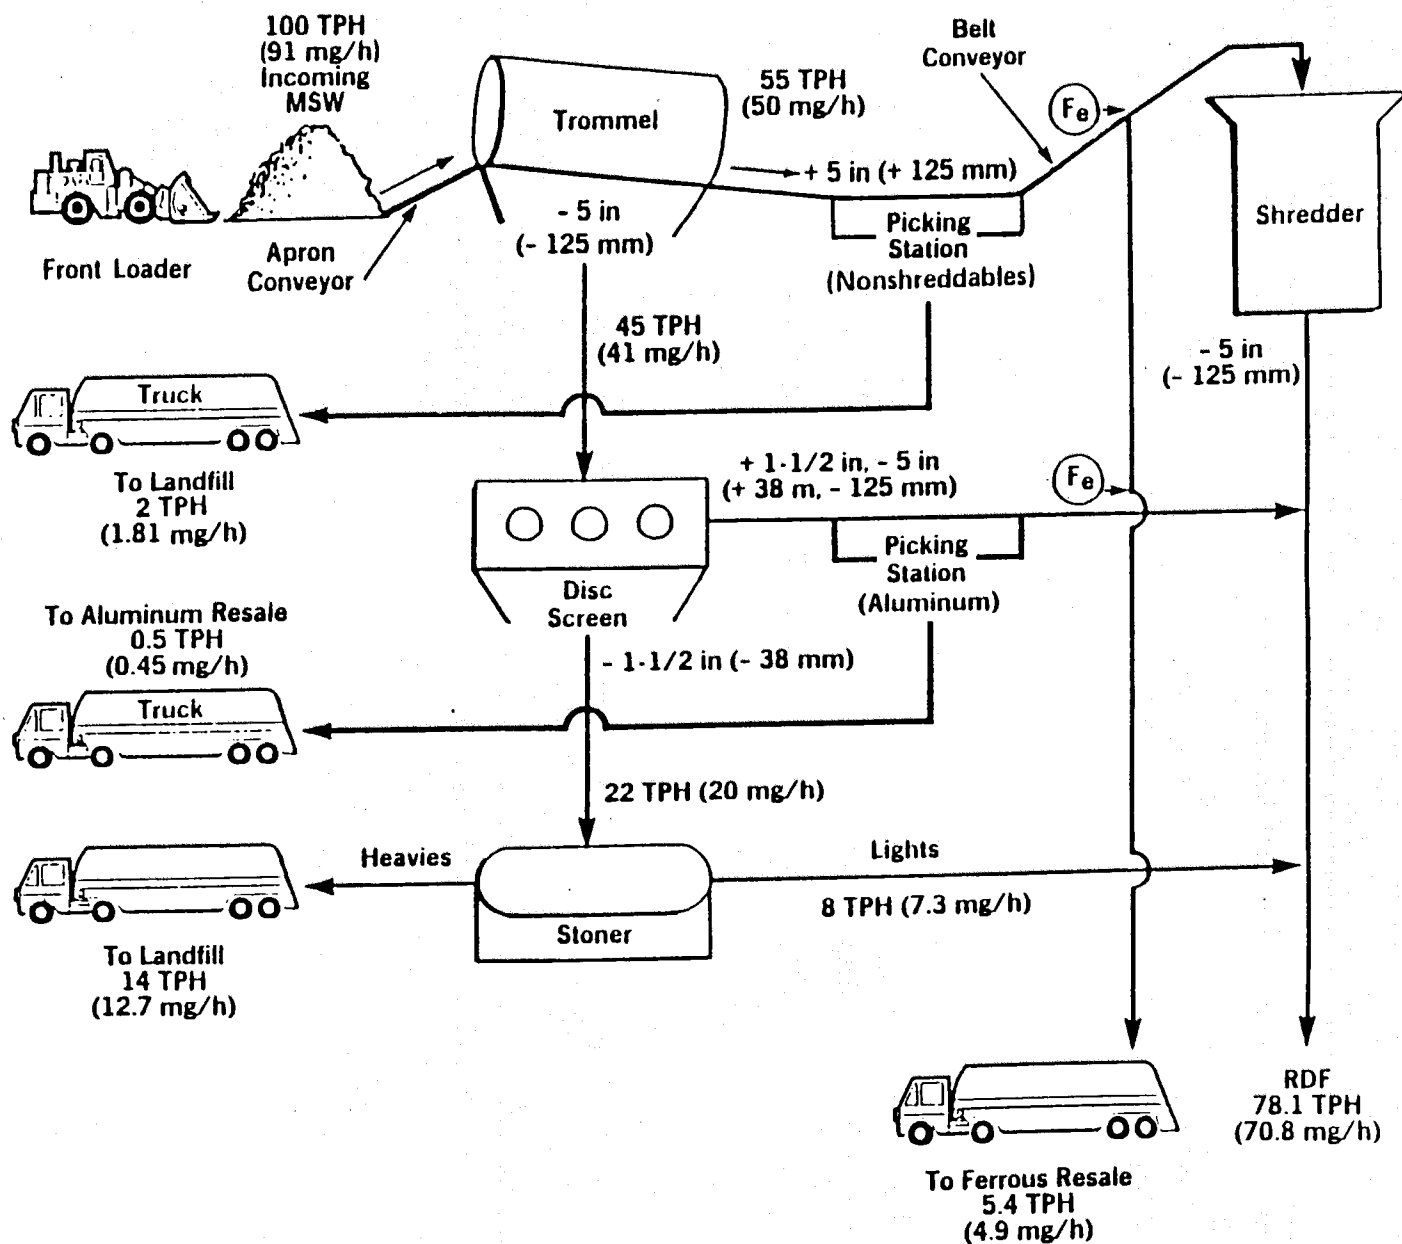 100 TPH
(91 mg/h)
Incoming
MSW
Front Loader
Apron
Conveyor
Trommel
- 5 in
(- 125 mm)
55 TPH
(50 mg/h)
+ 5 in (+ 125 mm)
Belt
Conveyor
Fe
Picking
Station
(Nonshreddables)
Shredder
- 5 in
(- 125 mm)
45 TPH
(41 mg/h)
Truck
To Landfill
2 TPH
(1.81 mg/h)
+ 1-1/2 in, - 5 in
(+ 38 m, - 125 mm)
Fe
Picking
Station
(Aluminum)
Disc
Screen
- 1-1/2 in (- 38 mm)
To Aluminum Resale
0.5 TPH
(0.45 mg/h)
Truck
22 TPH (20 mg/h)
Heavies
Lights
8 TPH (7.3 mg/h)
Stoner
To Landfill
14 TPH
(12.7 mg/h)
RDF
78.1 TPH
(70.8 mg/h)
To Ferrous Resale
5.4 TPH
(4.9 mg/h)